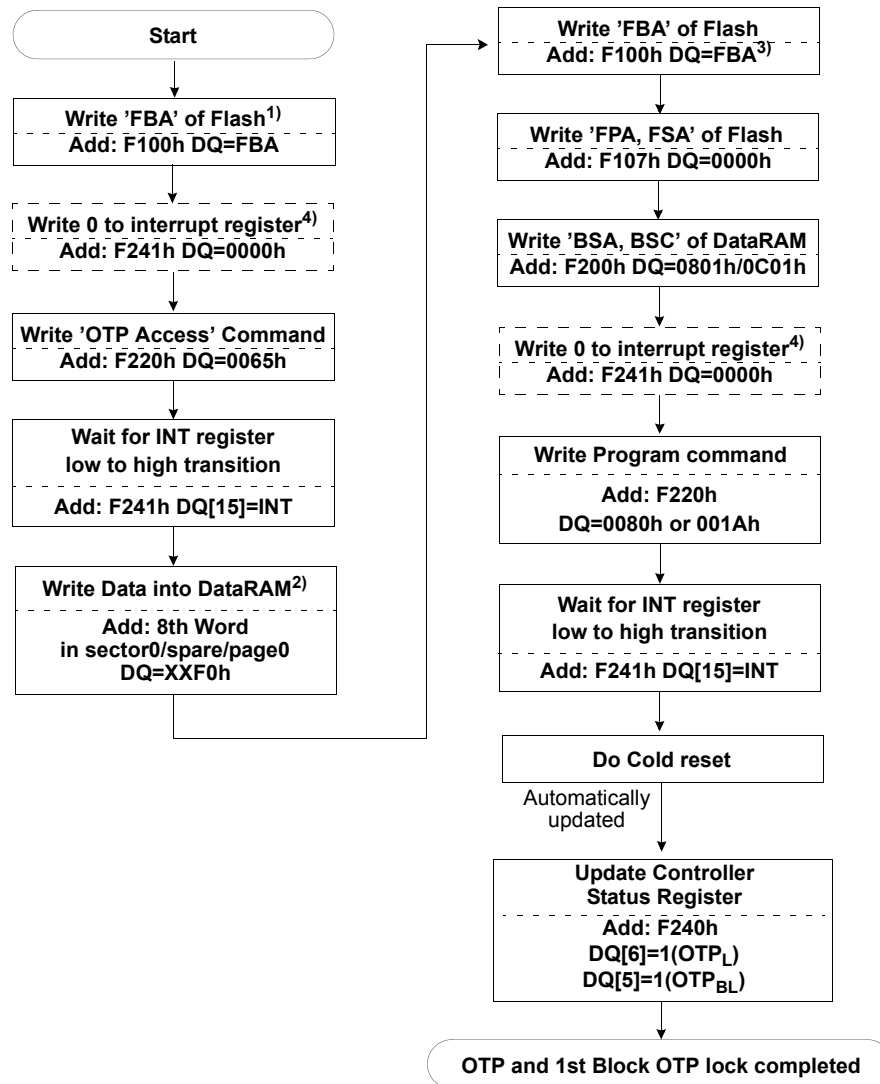 Start
Write ’FBA’ of Flash1)
Add: F100h DQ=FBA
Write 0 to interrupt register4)
Add: F241h DQ=0000h
Write ’OTP Access’ Command
Add: F220h DQ=0065h
Wait for INT register
low to high transition
Add: F241h DQ[15]=INT
Write Data into DataRAM2)
Add: 8th Word
in sector0/spare/page0
DQ=XXF0h
Write ’FBA’ of Flash
Add: F100h DQ=FBA3)
Write ’FPA, FSA’ of Flash
Add: F107h DQ=0000h
Write ’BSA, BSC’ of DataRAM
Add: F200h DQ=0801h/0C01h
Write 0 to interrupt register4)
Add: F241h DQ=0000h
Write Program command
Add: F220h
DQ=0080h or 001Ah
Wait for INT register
low to high transition
Add: F241h DQ[15]=INT
Do Cold reset
Automatically
updated
Update Controller
Status Register
Add: F240h
DQ[6]=1(OTPL)
DQ[5]=1(OTPBL)
OTP and 1st Block OTP lock completed